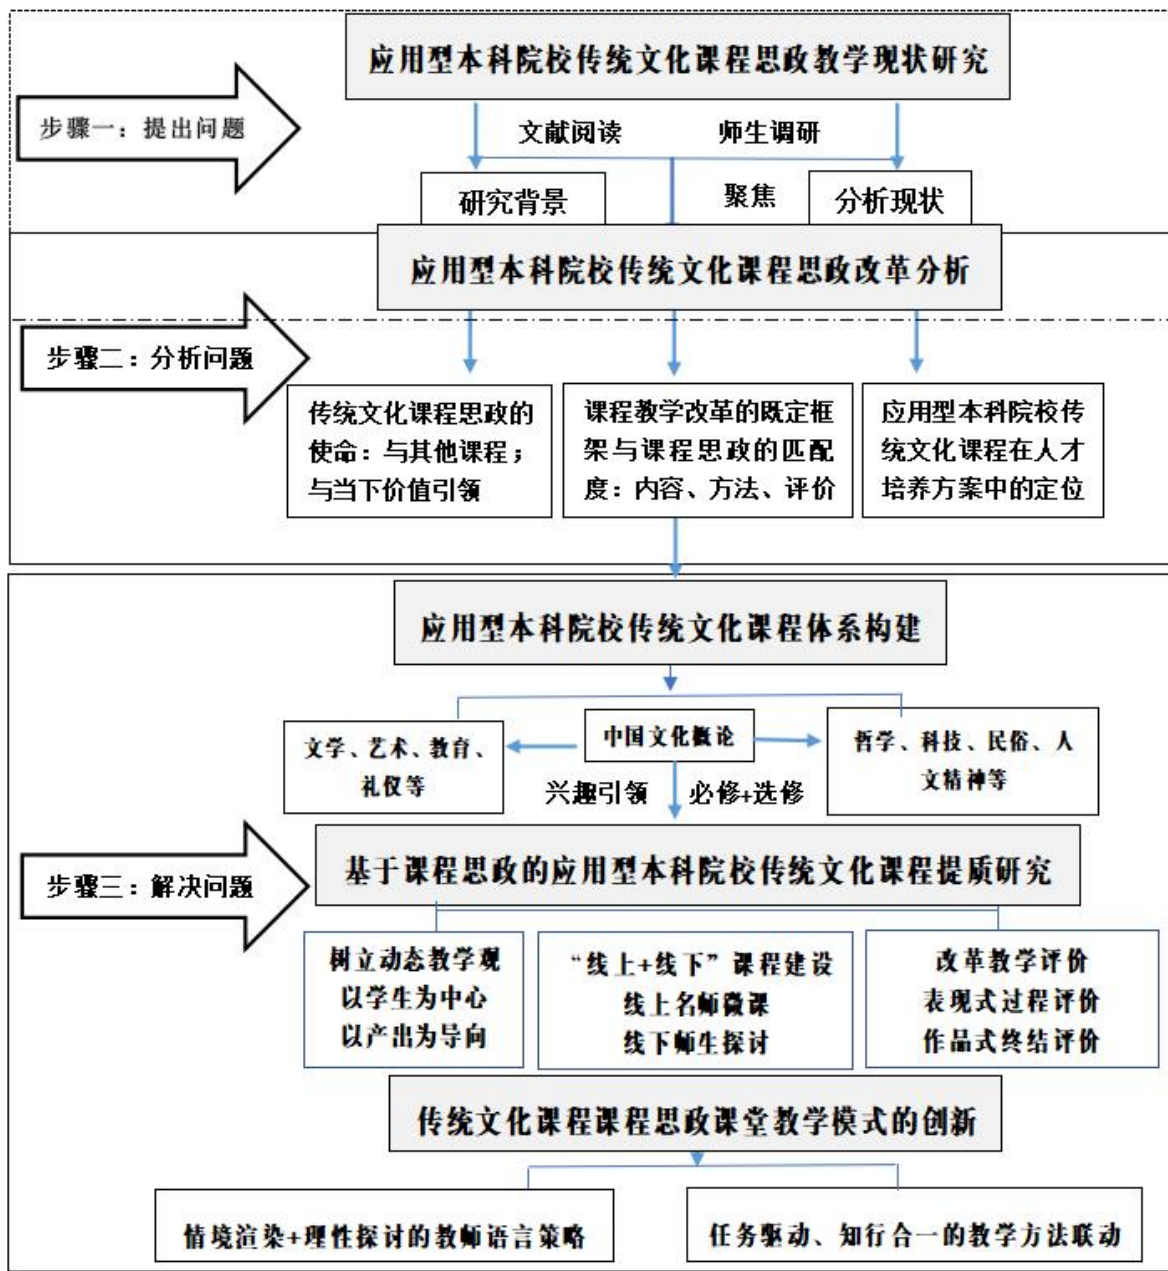 应用型本科院校传统文化课程思政教学现状研究
步骤一：提出问题
文献阅读
师生调研
研究背景
聚焦
分析现状
应用型本科院校传统文化课程思政改革分析
步骤二：分析问题
传统文化课程思政的
使命：与其他课程；
与当下价值引领
课程教学改革的既定框
架与课程思政的匹配
度：内容、方法、评价
应用型本科院校传
统文化课程在人才
培养方案中的定位
应用型本科院校传统文化课程体系构建
文学、艺术、教育、
礼仪等
中国文化概论
哲学、科技、民俗、人
文精神等
兴趣引领
必修+选修
步骤三：解决问题
基于课程思政的应用型本科院校传统文化课程提质研究
树立动态教学观
以学生为中心
以产出为导向
“线上+线下”课程建设
线上名师微课
线下师生探讨
改革教学评价
表现式过程评价
作品式终结评价
传统文化课程课程思政课堂教学模式的创新
情境渲染+理性探讨的教师语言策略
任务驱动、知行合一的教学方法联动